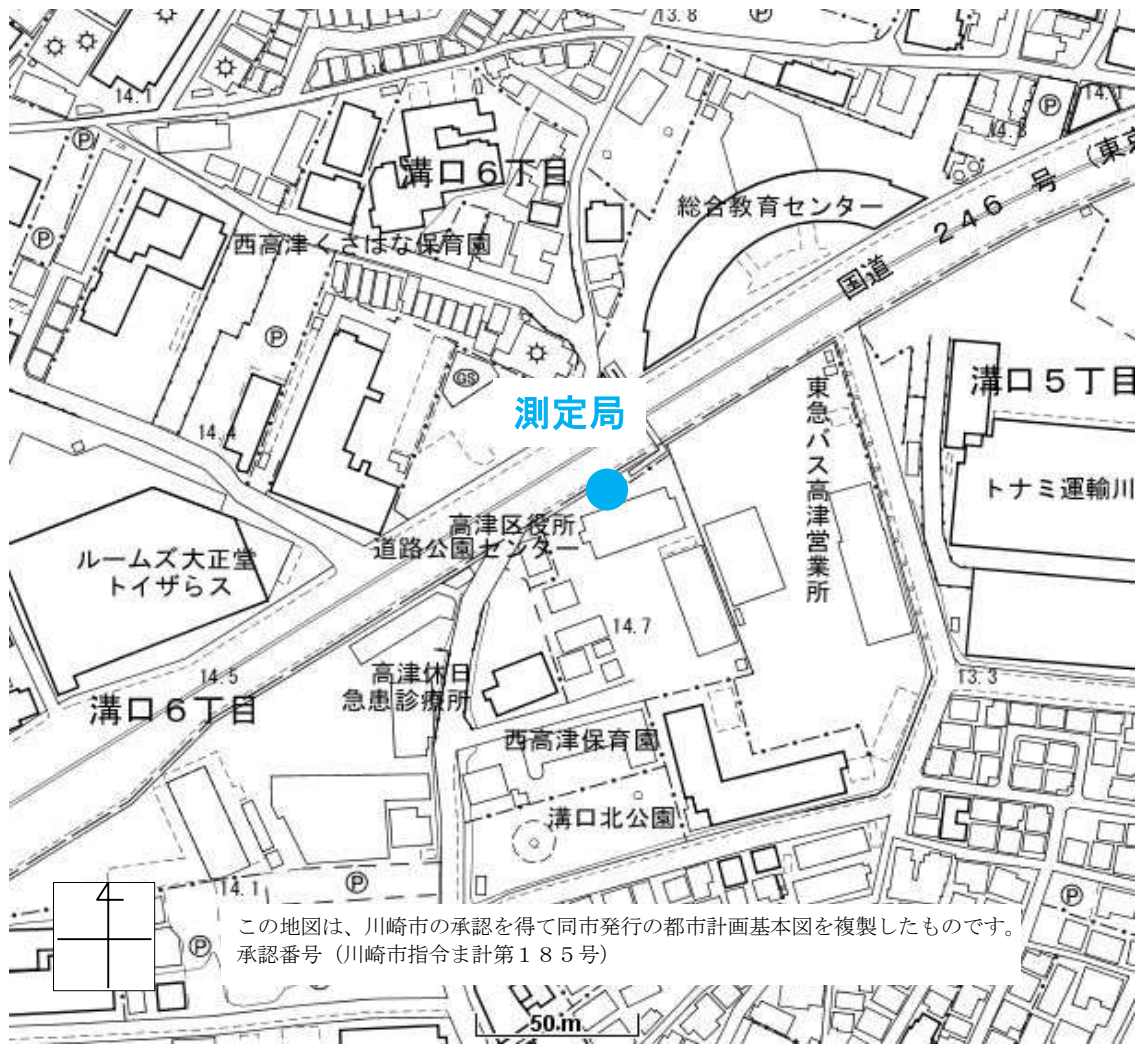 13.8
Ⓟ
14.1
14.1
Ⓟ
Ⓟ
溝口6丁目
総合教育センター
国道 246 号 (東京
西高津くさはな保育園
Ⓟ
Ⓟ
GS
測定局
東急バス高津営業所
溝口5丁目
14.4
トナミ運輸川
高津区役所
道路公園センター
ルームズ大正堂
トイザらス
14.7
14.5
高津休日
急患診療所
13.3
溝口6丁目
西高津保育園
溝口北公園
14.1
Ⓟ
Ⓟ
Ⓟ
この地図は、川崎市の承認を得て同市発行の都市計画基本図を複製したものです。
承認番号(川崎市指令ま計第185号)
50m